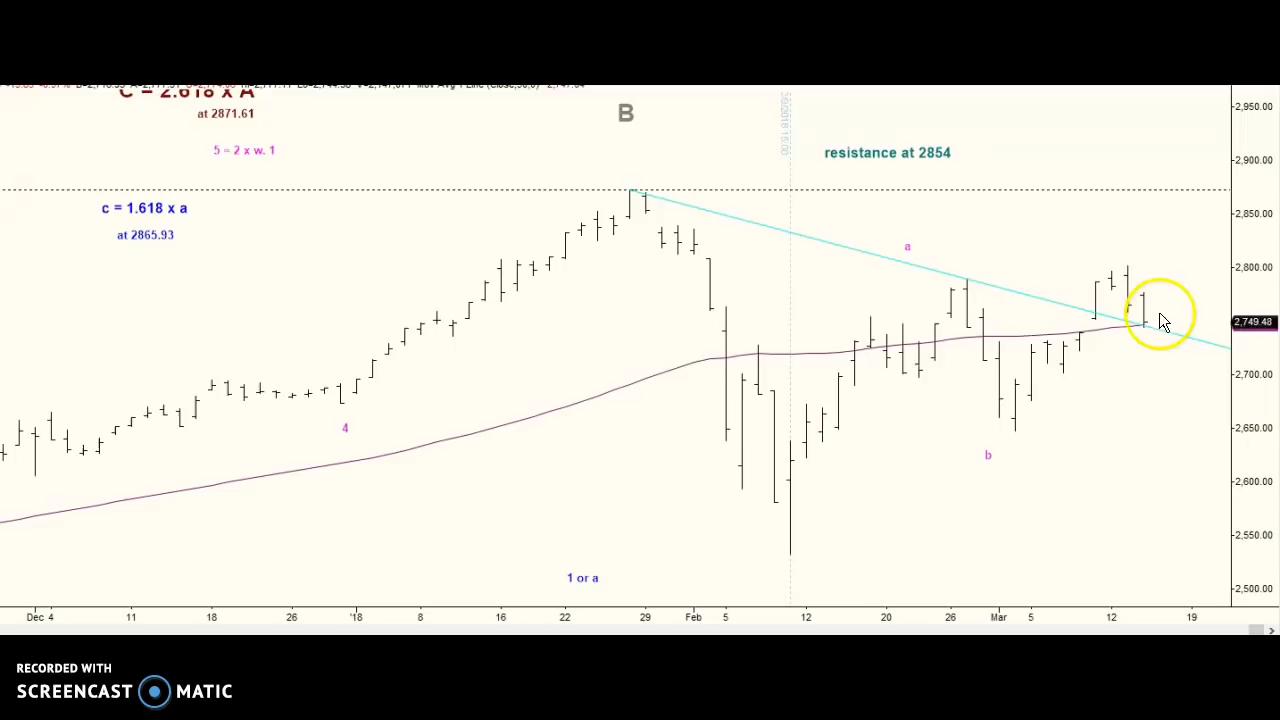 C = 2.618 x A
at 2871.61
5 = 2 x w. 1
c = 1.618 x a
at 2865.93
B
resistance at 2854
a
4
b
1 or a
2,950.00
2,900.00
2,850.00
2,800.00
2,749.48
2,700.00
2,650.00
2,600.00
2,550.00
2,500.00
Dec 4 11 18 26 '18 8 16 22 29 Feb 5 12 20 26 Mar 5 12 19
RECORDED WITH
SCREENCAST MATIC